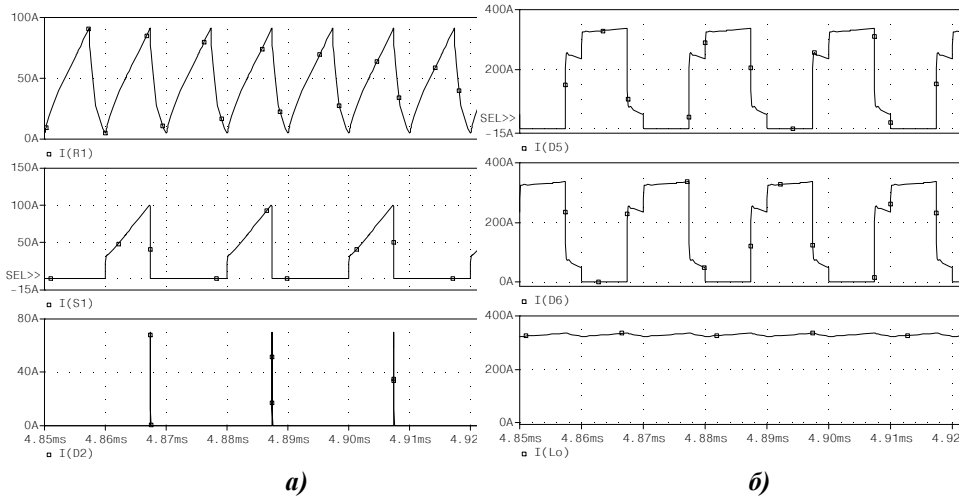 100A
50A
0A
I(R1)
150A
100A
50A
SEL>>
-15A
I(S1)
80A
40A
0A
4.85ms 4.86ms 4.87ms 4.88ms 4.89ms 4.90ms 4.91ms 4.92
I(D2)
а)
400A
200A
SEL>>
-15A
I(D5)
400A
200A
0A
I(D6)
400A
200A
0A
4.85ms 4.86ms 4.87ms 4.88ms 4.89ms 4.90ms 4.91ms 4.92
I(Lo)
б)